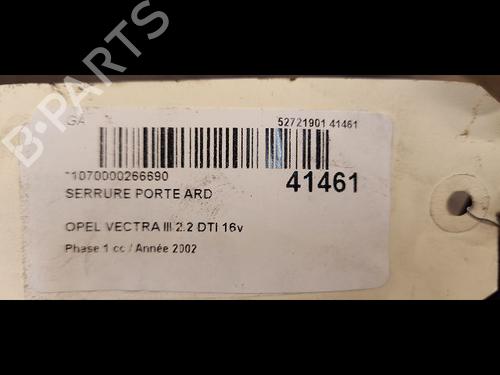 B-PARTS
GA
52721901 41461
*1070000266690
41461
SERRURE PORTE ARD
OPEL VECTRA III 2.2 DTI 16v
Phase 1 cc / Année 2002